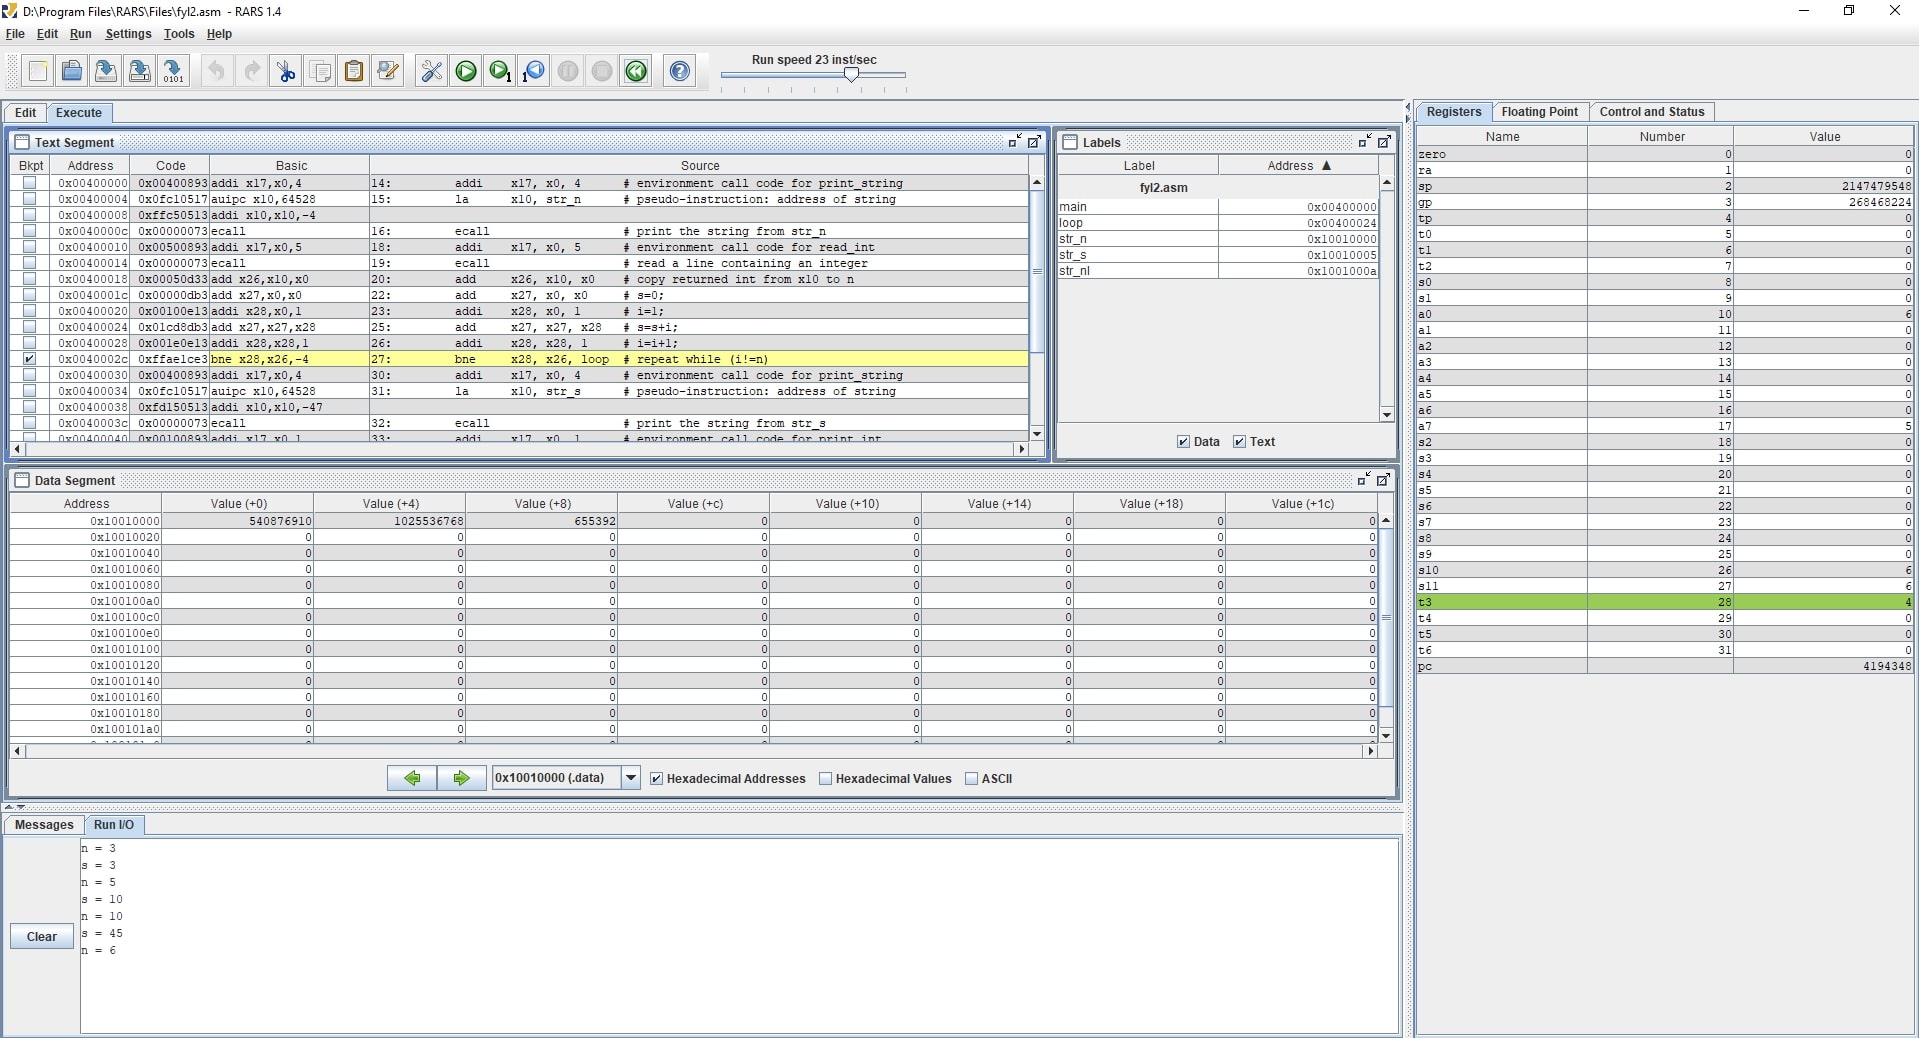 D:\Program Files\RARS\Files\fyl2.asm - RARS 1.4
File Edit Run Settings Tools Help
Run speed 23 inst/sec
Edit Execute
Text Segment
Bkpt Address Code Basic Source
0x00400000 0x00400893 addi x17,x0,4 14: addi x17, x0, 4 # environment call code for print_string
0x00400004 0x0fc10517 auipc x10,64528 15: la x10, str_n # pseudo-instruction: address of string
0x00400008 0xffc50513 addi x10,x10,-4
0x0040000c 0x00000073 ecall 16: ecall # print the string from str_n
0x00400010 0x00500893 addi x17,x0,5 18: addi x17, x0, 5 # environment call code for read_int
0x00400014 0x00000073 ecall 19: ecall # read a line containing an integer
0x00400018 0x00050d33 add x26,x10,x0 20: add x26, x10, x0 # copy returned int from x10 to n
0x0040001c 0x00000db3 add x27,x0,x0 22: add x27, x0, x0 # s=0;
0x00400020 0x00100e13 addi x28,x0,1 23: addi x28, x0, 1 # i=1;
0x00400024 0x01cd8db3 add x27,x27,x28 25: add x27, x27, x28 # s=s+i;
0x00400028 0x001e0e13 addi x28,x28,1 26: addi x28, x28, 1 # i=i+1;
0x0040002c 0xffae1ce3 bne x28,x26,-4 27: bne x28, x26, loop # repeat while (i!=n)
0x00400030 0x00400893 addi x17,x0,4 30: addi x17, x0, 4 # environment call code for print_string
0x00400034 0x0fc10517 auipc x10,64528 31: la x10, str_s # pseudo-instruction: address of string
0x00400038 0xfd150513 addi x10,x10,-47
0x0040003c 0x00000073 ecall 32: ecall # print the string from str_s
0x00400040 0x00100893 addi x17,x0,1 33: addi x17, x0, 1 # environment call code for print_int
Labels
Label Address ▲
fyl2.asm
main 0x00400000
loop 0x00400024
str_n 0x10010000
str_s 0x10010005
str_nl 0x1001000a
Data Text
Data Segment
Address Value (+0) Value (+4) Value (+8) Value (+c) Value (+10) Value (+14) Value (+18) Value (+1c)
0x10010000 540876910 1025536768 655392 0 0 0 0 0
0x10010020 0 0 0 0 0 0 0 0
0x10010040 0 0 0 0 0 0 0 0
0x10010060 0 0 0 0 0 0 0 0
0x10010080 0 0 0 0 0 0 0 0
0x100100a0 0 0 0 0 0 0 0 0
0x100100c0 0 0 0 0 0 0 0 0
0x100100e0 0 0 0 0 0 0 0 0
0x10010100 0 0 0 0 0 0 0 0
0x10010120 0 0 0 0 0 0 0 0
0x10010140 0 0 0 0 0 0 0 0
0x10010160 0 0 0 0 0 0 0 0
0x10010180 0 0 0 0 0 0 0 0
0x100101a0 0 0 0 0 0 0 0 0
0x10010000 (.data) Hexadecimal Addresses Hexadecimal Values ASCII
Messages Run I/O
Clear
n = 3
s = 3
n = 5
s = 10
n = 10
s = 45
n = 6
Registers Floating Point Control and Status
Name Number Value
zero 0 0
ra 1 0
sp 2 2147479548
gp 3 268468224
tp 4 0
t0 5 0
t1 6 0
t2 7 0
s0 8 0
s1 9 0
a0 10 6
a1 11 0
a2 12 0
a3 13 0
a4 14 0
a5 15 0
a6 16 0
a7 17 5
s2 18 0
s3 19 0
s4 20 0
s5 21 0
s6 22 0
s7 23 0
s8 24 0
s9 25 0
s10 26 6
s11 27 6
t3 28 4
t4 29 0
t5 30 0
t6 31 0
pc 4194348